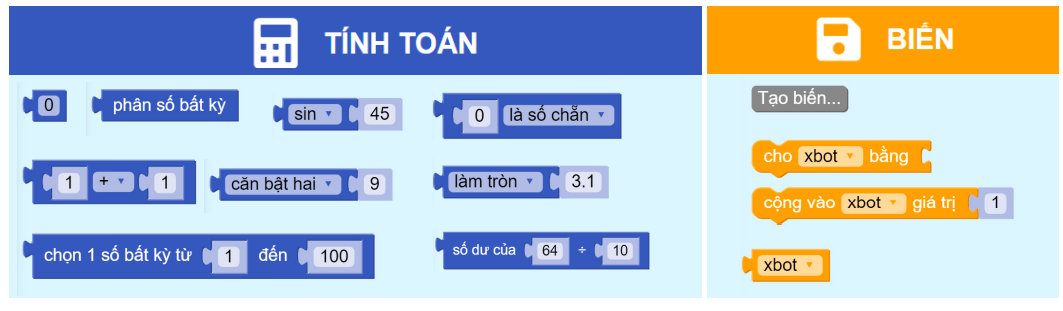 TÍNH TOÁN
0
phân số bất kỳ
sin 45
0 là số chẵn
1 + 1
căn bật hai 9
làm tròn 3.1
chọn 1 số bất kỳ từ 1 đến 100
số dư của 64 ÷ 10
BIẾN
Tạo biến...
cho xbot bằng
cộng vào xbot giá trị 1
xbot